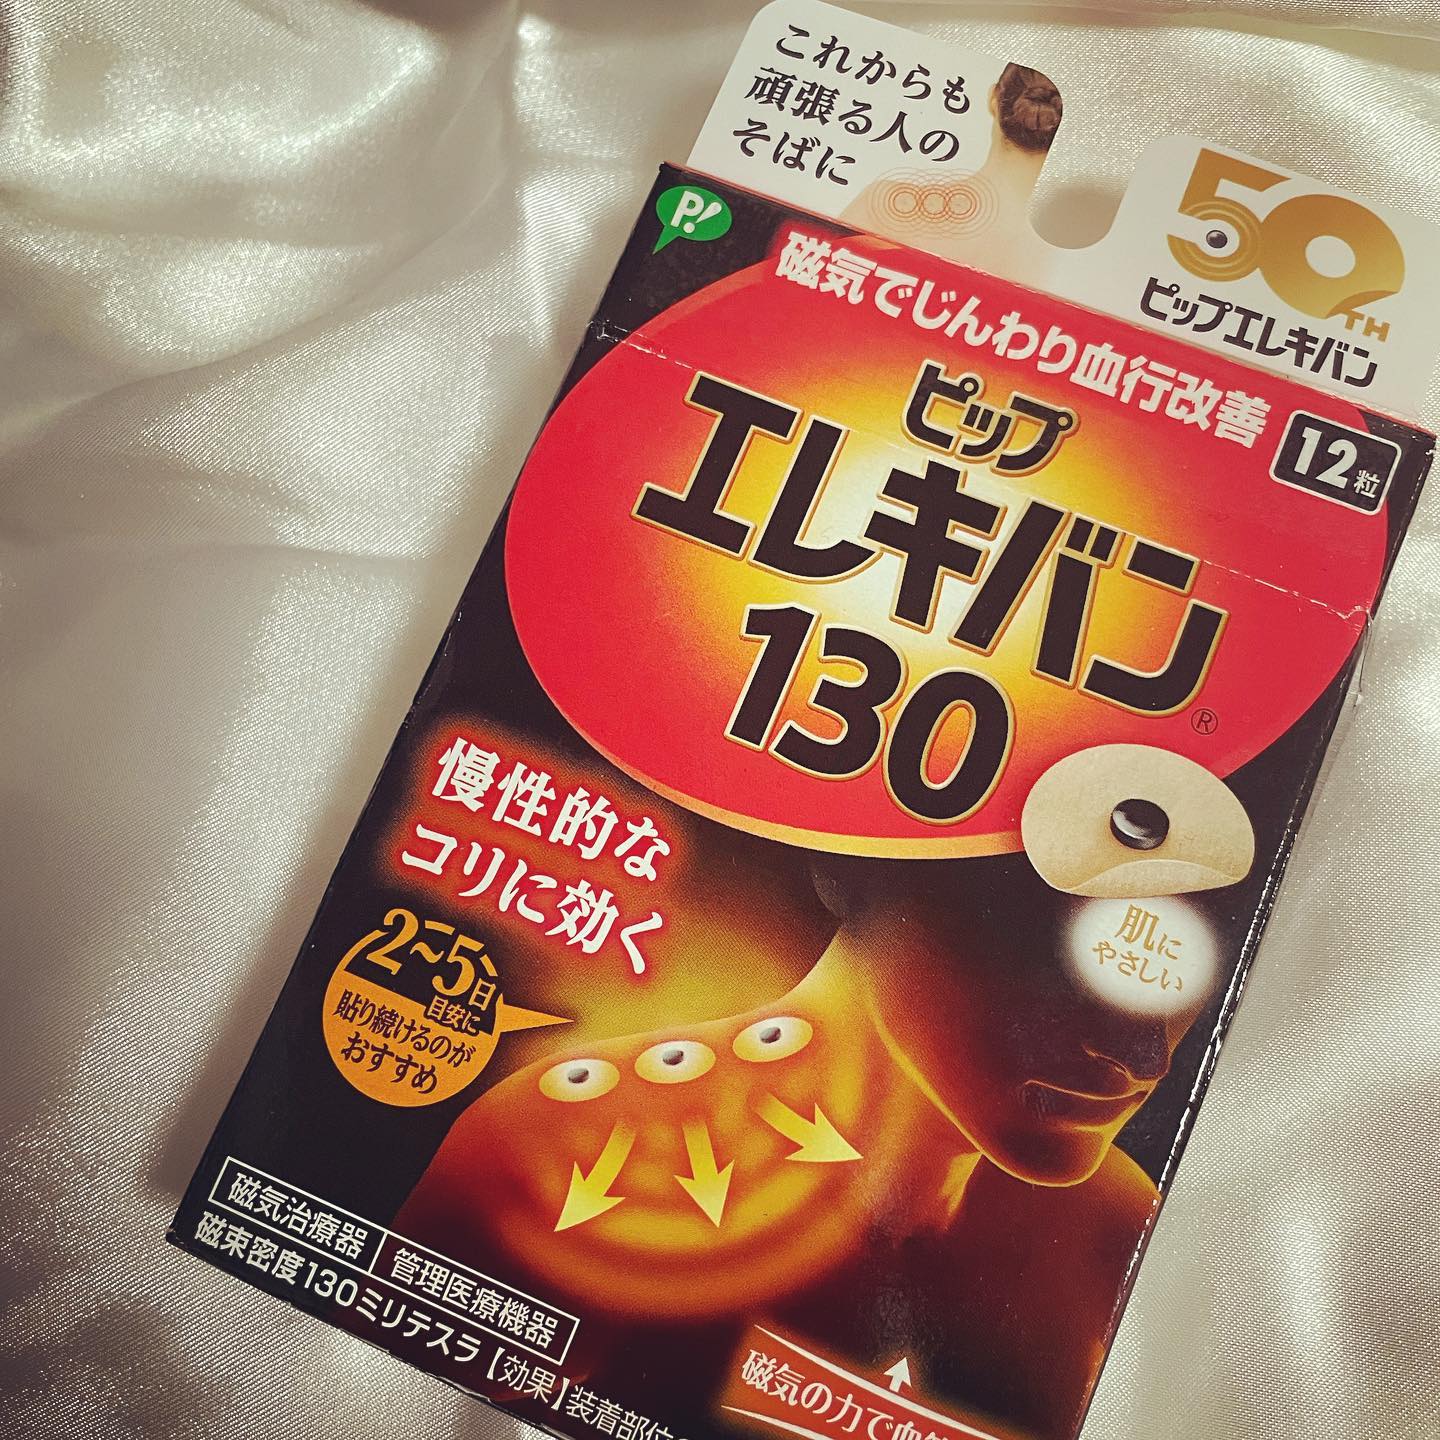 これからも
頑張る人の
そばに
50TH
ピップエレキバン
P!
磁気でじんわり血行改善
12粒
ピップ
エレキバン
130
®
慢性的な
コリに効く
肌に
やさしい
2~5日
目安に
貼り続けるのが
おすすめ
磁気治療器 管理医療機器
磁束密度130ミリテスラ【効果】装着部位
磁気の力で血